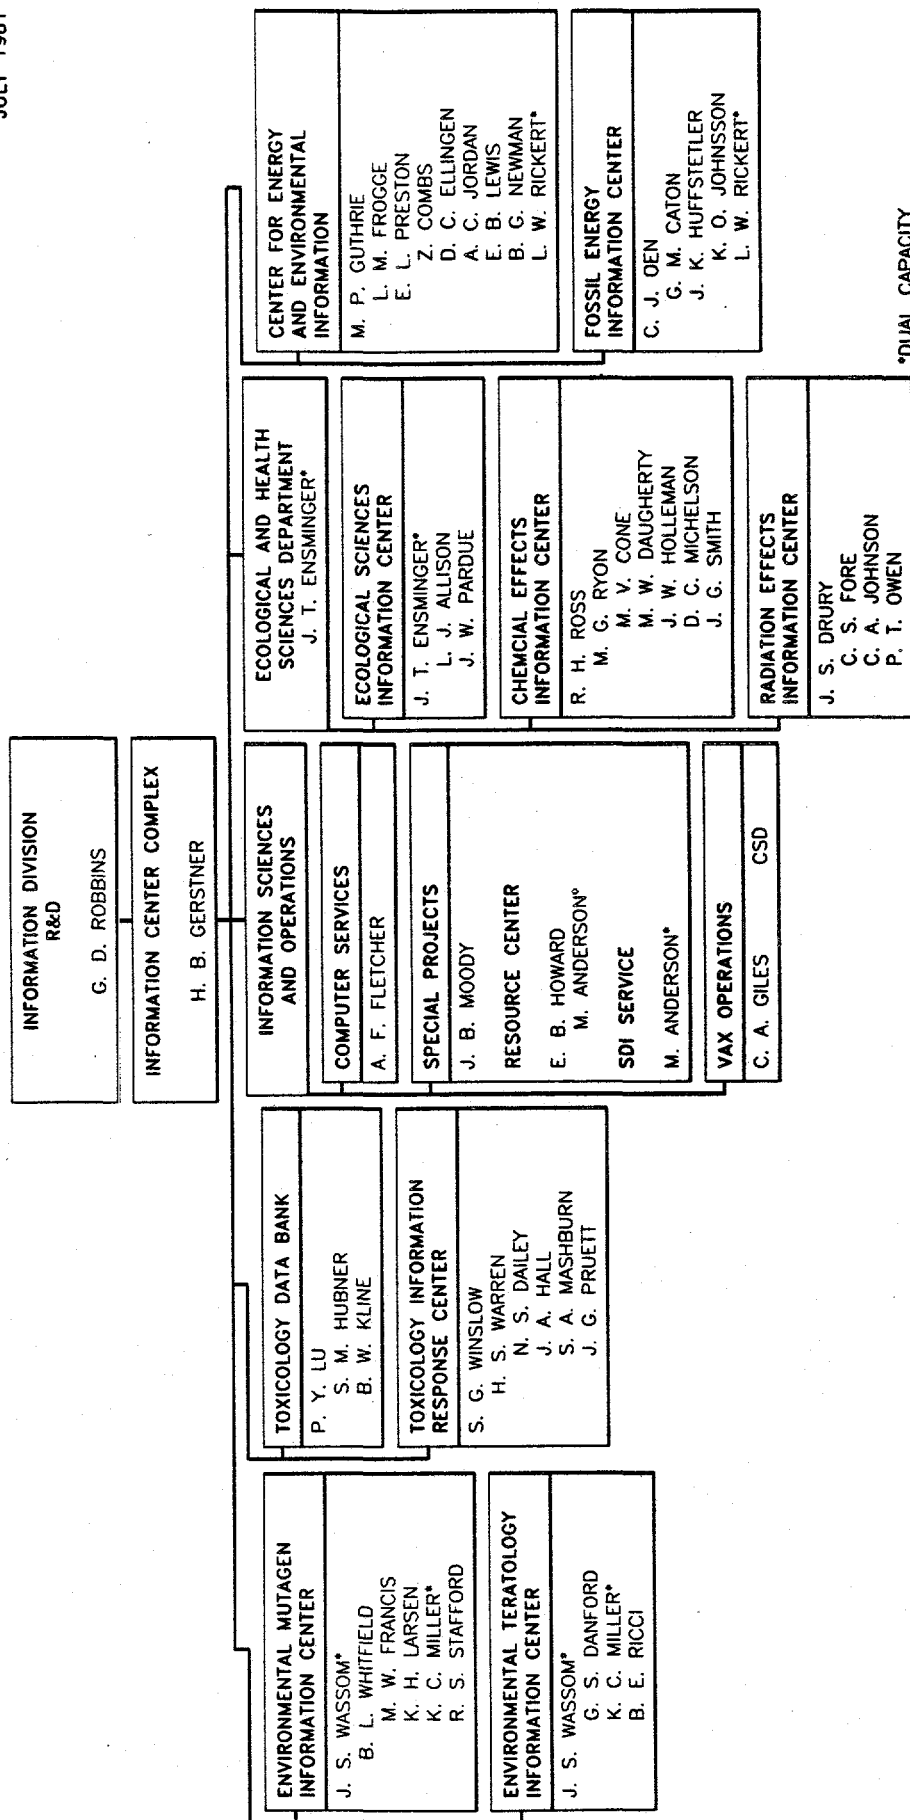 JULY 1981
INFORMATION DIVISION
R&D
G. D. ROBBINS
INFORMATION CENTER COMPLEX
H. B. GERSTNER
ENVIRONMENTAL MUTAGEN
INFORMATION CENTER
J. S. WASSOM*
B. L. WHITFIELD
M. W. FRANCIS
K. H. LARSEN
K. C. MILLER*
R. S. STAFFORD
ENVIRONMENTAL TERATOLOGY
INFORMATION CENTER
J. S. WASSOM*
G. S. DANFORD
K. C. MILLER*
B. E. RICCI
TOXICOLOGY DATA BANK
P. Y. LU
S. M. HUBNER
B. W. KLINE
TOXICOLOGY INFORMATION
RESPONSE CENTER
S. G. WINSLOW
H. S. WARREN
N. S. DAILEY
J. A. HALL
S. A. MASHBURN
J. G. PRUETT
INFORMATION SCIENCES
AND OPERATIONS
COMPUTER SERVICES
A. F. FLETCHER
SPECIAL PROJECTS
J. B. MOODY
RESOURCE CENTER
E. B. HOWARD
M. ANDERSON*
SDI SERVICE
M. ANDERSON*
VAX OPERATIONS
C. A. GILES CSD
ECOLOGICAL AND HEALTH
SCIENCES DEPARTMENT
J. T. ENSMINGER*
ECOLOGICAL SCIENCES
INFORMATION CENTER
J. T. ENSMINGER*
L. J. ALLISON
J. W. PARDUE
CHEMCIAL EFFECTS
INFORMATION CENTER
R. H. ROSS
M. G. RYON
M. V. CONE
M. W. DAUGHERTY
J. W. HOLLEMAN
D. C. MICHELSON
J. G. SMITH
RADIATION EFFECTS
INFORMATION CENTER
J. S. DRURY
C. S. FORE
C. A. JOHNSON
P. T. OWEN
CENTER FOR ENERGY
AND ENVIRONMENTAL
INFORMATION
M. P. GUTHRIE
L. M. FROGGE
E. L. PRESTON
Z. COMBS
D. C. ELLINGEN
A. C. JORDAN
E. B. LEWIS
B. G. NEWMAN
L. W. RICKERT*
FOSSIL ENERGY
INFORMATION CENTER
C. J. OEN
G. M. CATON
J. K. HUFFSTETLER
K. O. JOHNSSON
L. W. RICKERT*
*DUAL CAPACITY